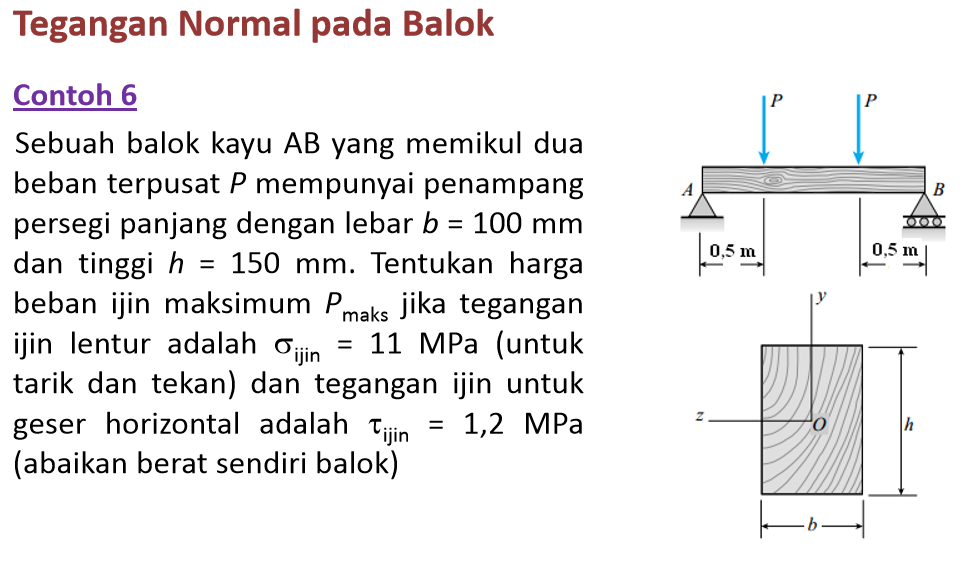 Tegangan Normal pada Balok
Contoh 6
Sebuah balok kayu AB yang memikul dua
beban terpusat P mempunyai penampang
persegi panjang dengan lebar b = 100 mm
dan tinggi h = 150 mm. Tentukan harga
beban ijin maksimum Pmaks jika tegangan
ijin lentur adalah σijin = 11 MPa (untuk
tarik dan tekan) dan tegangan ijin untuk
geser horizontal adalah τijin = 1,2 MPa
(abaikan berat sendiri balok)
P P
A B
0,5 m 0,5 m
y
z O h
b